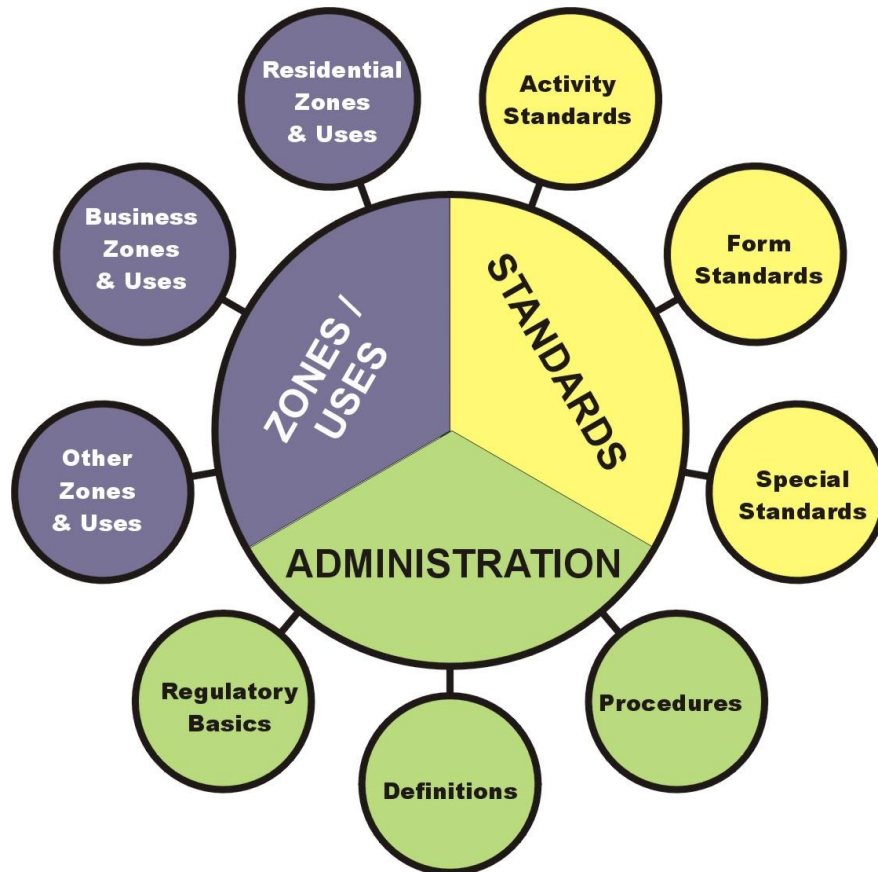 Residential
Zones
& Uses
Activity
Standards
Business
Zones
& Uses
Form
Standards
ZONES /
USES
STANDARDS
Other
Zones
& Uses
Special
Standards
ADMINISTRATION
Regulatory
Basics
Procedures
Definitions